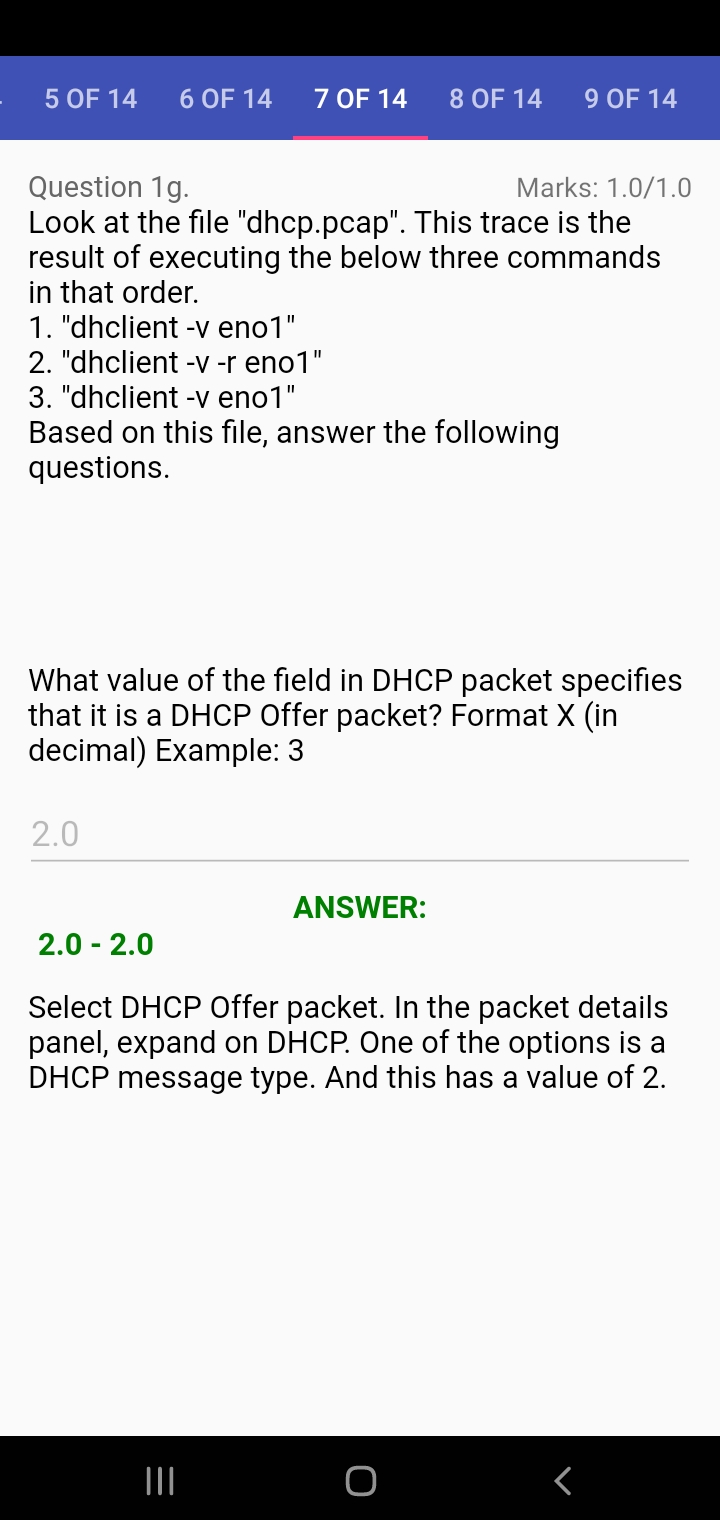 5 OF 14 6 OF 14 7 OF 14 8 OF 14 9 OF 14
Question 1g. Marks: 1.0/1.0
Look at the file "dhcp.pcap". This trace is the
result of executing the below three commands
in that order.
1. "dhclient -v eno1"
2. "dhclient -v -r eno1"
3. "dhclient -v eno1"
Based on this file, answer the following
questions.
What value of the field in DHCP packet specifies
that it is a DHCP Offer packet? Format X (in
decimal) Example: 3
2.0
ANSWER:
2.0 - 2.0
Select DHCP Offer packet. In the packet details
panel, expand on DHCP. One of the options is a
DHCP message type. And this has a value of 2.